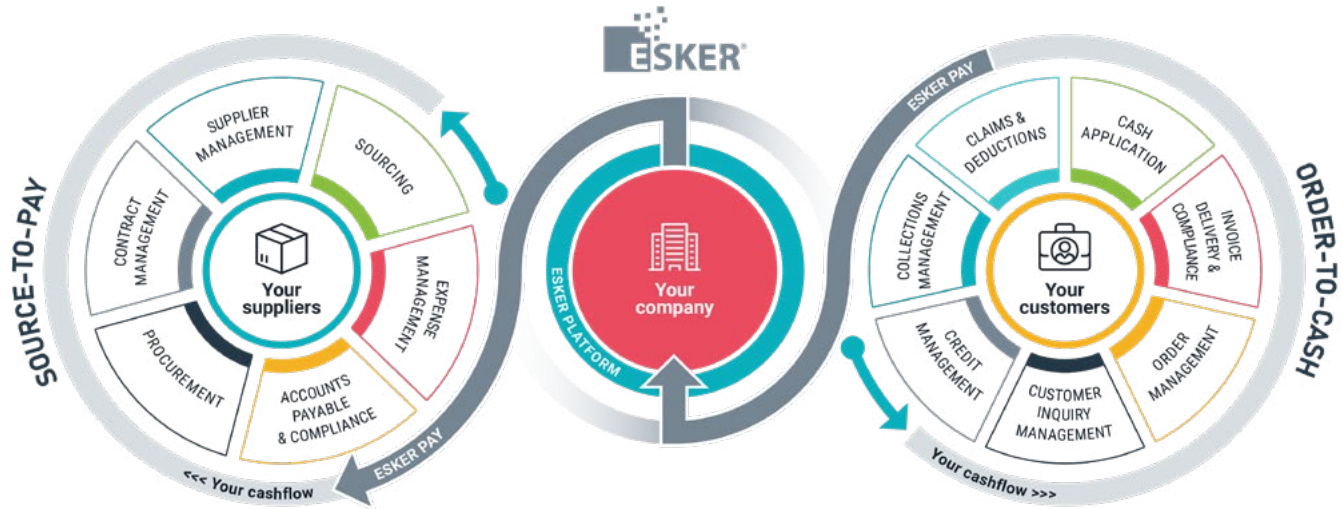 ESKER®
SOURCE-TO-PAY
SUPPLIER
MANAGEMENT
SOURCING
CONTRACT
MANAGEMENT
EXPENSE
MANAGEMENT
PROCUREMENT
ACCOUNTS
PAYABLE
& COMPLIANCE
Your
suppliers
<<< Your cashflow
ESKER PAY
ESKER PLATFORM
Your
company
ESKER PAY
CLAIMS &
DEDUCTIONS
CASH
APPLICATION
COLLECTIONS
MANAGEMENT
INVOICE
DELIVERY &
COMPLIANCE
CREDIT
MANAGEMENT
CUSTOMER
INQUIRY
MANAGEMENT
ORDER
MANAGEMENT
Your
customers
Your cashflow >>>
ORDER-TO-CASH